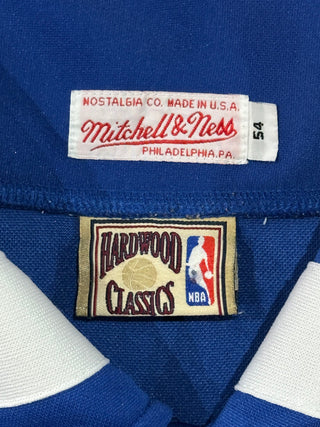 NOSTALGIA CO. MADE IN U.S.A.
Mitchell & Ness
PHILADELPHIA, PA.
54
HARDWOOD
CLASSICS
NBA